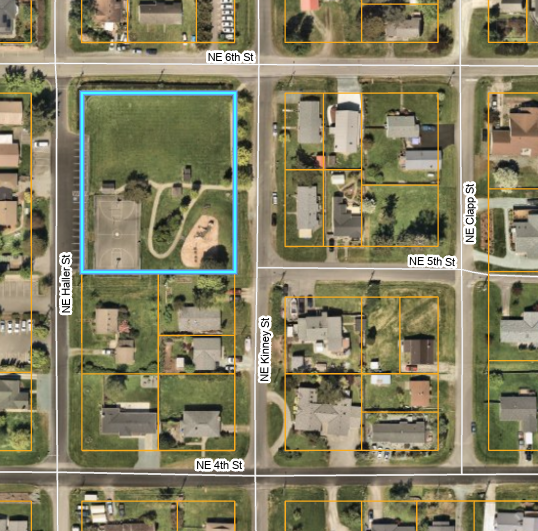 NE 6th St
NE Clapp St
NE 5th St
NE Haller St
NE Kinney St
NE 4th St